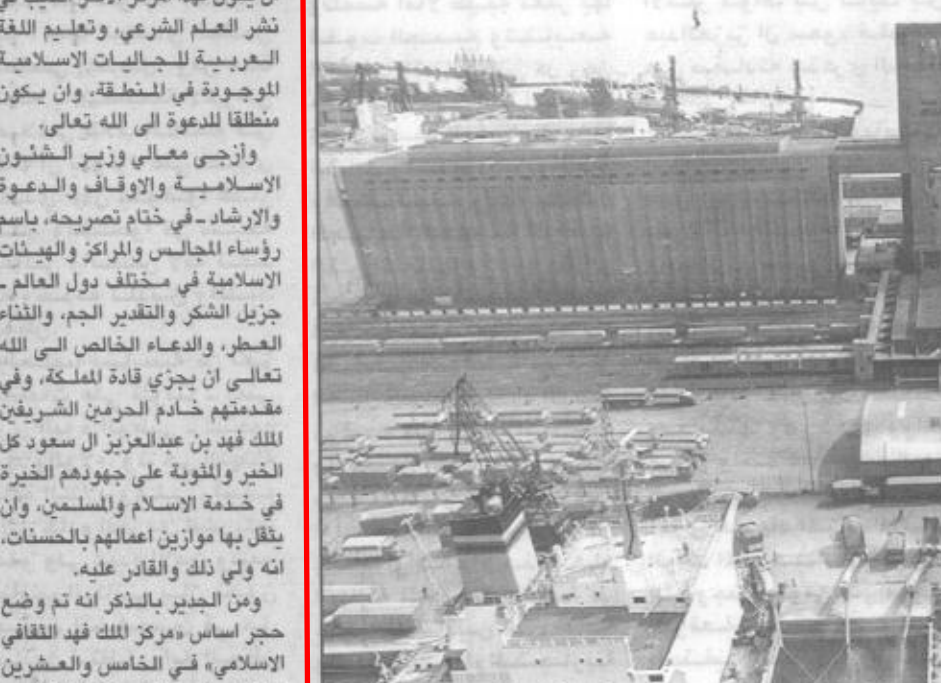 نشر العلم الشرعي، وتعليم اللغة
العربية للجاليات الاسلامية
الموجودة في المنطقة، وان يكون
منطلقا للدعوة الى الله تعالى.
وأزجى معالي وزير الشئون
الاسلامية والاوقاف والدعوة
والارشاد ـ في ختام تصريحه، باسم
رؤساء المجالس والمراكز والهيئات
الاسلامية في مختلف دول العالم ـ
جزيل الشكر والتقدير الجم، والثناء
العطر، والدعاء الخالص الى الله
تعالى ان يجزي قادة المملكة، وفي
مقدمتهم خادم الحرمين الشريفين
الملك فهد بن عبدالعزيز ال سعود كل
الخير والمثوبة على جهودهم الخيرة
في خدمة الاسلام والمسلمين، وأن
يثقل بها موازين اعمالهم بالحسنات،
انه ولي ذلك والقادر عليه.
ومن الجدير بالذكر انه تم وضع
حجر اساس «مركز الملك فهد الثقافي
الاسلامي» في الخامس والعشرين